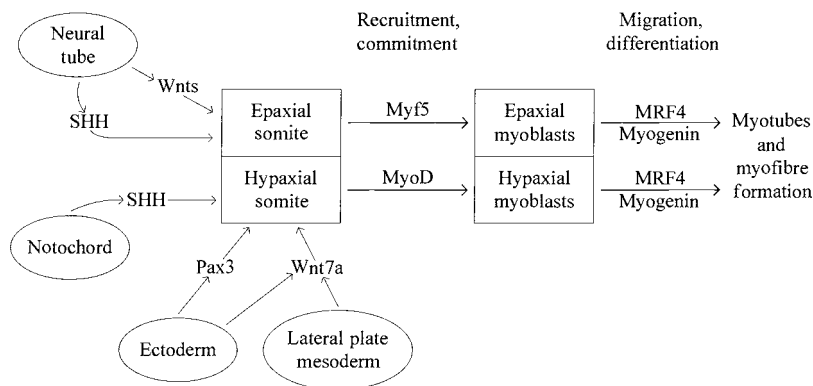 Recruitment,
commitment
Migration,
differentiation
Neural
tube
Wnts
SHH
Epaxial
somite
Myf5
Epaxial
myoblasts
MRF4
Myogenin
Myotubes
and
myofibre
formation
Hypaxial
somite
MyoD
Hypaxial
myoblasts
MRF4
Myogenin
SHH
Notochord
Pax3
Wnt7a
Ectoderm
Lateral plate
mesoderm